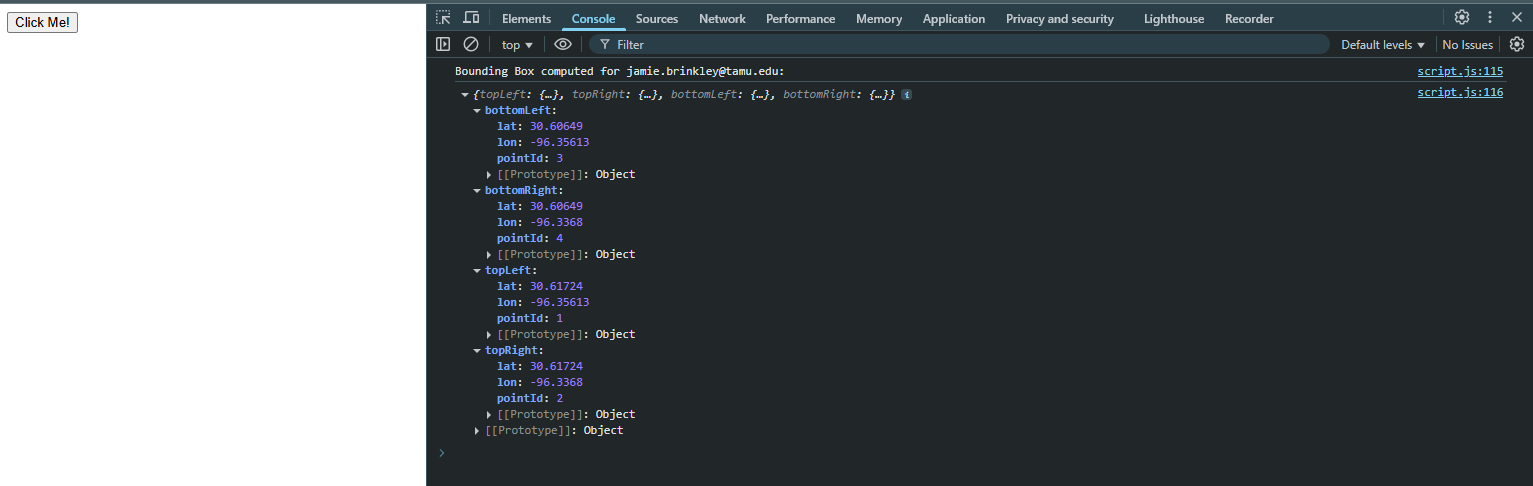 Click Me!
Elements Console Sources Network Performance Memory Application Privacy and security Lighthouse Recorder
top Filter Default levels No Issues
Bounding Box computed for jamie.brinkley@tamu.edu: script.js:115
{topLeft: {…}, topRight: {…}, bottomLeft: {…}, bottomRight: {…}} i script.js:116
bottomLeft:
lat: 30.60649
lon: -96.35613
pointId: 3
[[Prototype]]: Object
bottomRight:
lat: 30.60649
lon: -96.3368
pointId: 4
[[Prototype]]: Object
topLeft:
lat: 30.61724
lon: -96.35613
pointId: 1
[[Prototype]]: Object
topRight:
lat: 30.61724
lon: -96.3368
pointId: 2
[[Prototype]]: Object
[[Prototype]]: Object